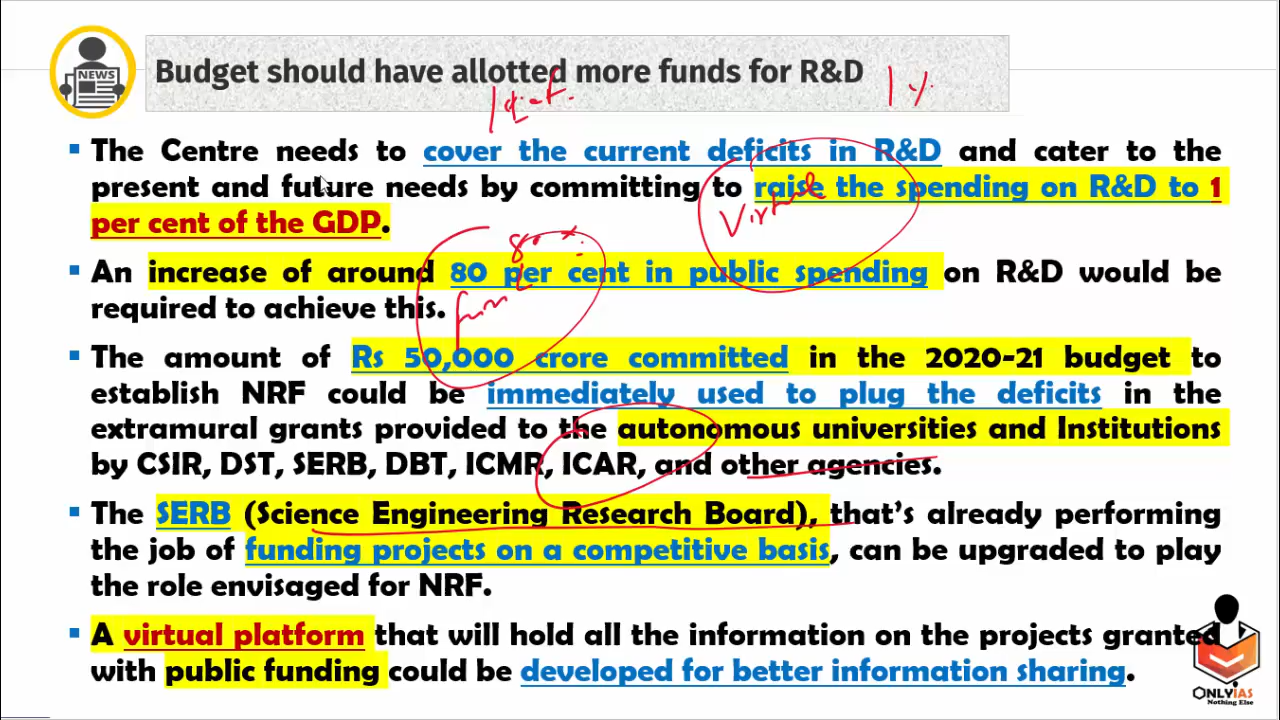 NEWS
Budget should have allotted more funds for R&D
1%
The Centre needs to cover the current deficits in R&D and cater to the
present and future needs by committing to raise the spending on R&D to 1
per cent of the GDP.
Virtual
80%
An increase of around 80 per cent in public spending on R&D would be
required to achieve this.
The amount of Rs 50,000 crore committed in the 2020-21 budget to
establish NRF could be immediately used to plug the deficits in the
extramural grants provided to the autonomous universities and Institutions
by CSIR, DST, SERB, DBT, ICMR, ICAR, and other agencies.
The SERB (Science Engineering Research Board), that's already performing
the job of funding projects on a competitive basis, can be upgraded to play
the role envisaged for NRF.
A virtual platform that will hold all the information on the projects granted
with public funding could be developed for better information sharing.
ONLYIAS
Nothing Else